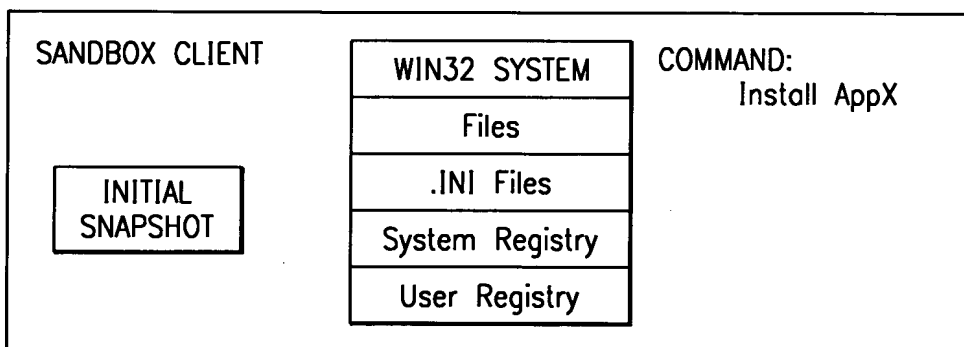 SANDBOX CLIENT
INITIAL
SNAPSHOT
WIN32 SYSTEM
Files
.INI Files
System Registry
User Registry
COMMAND:
Install AppX